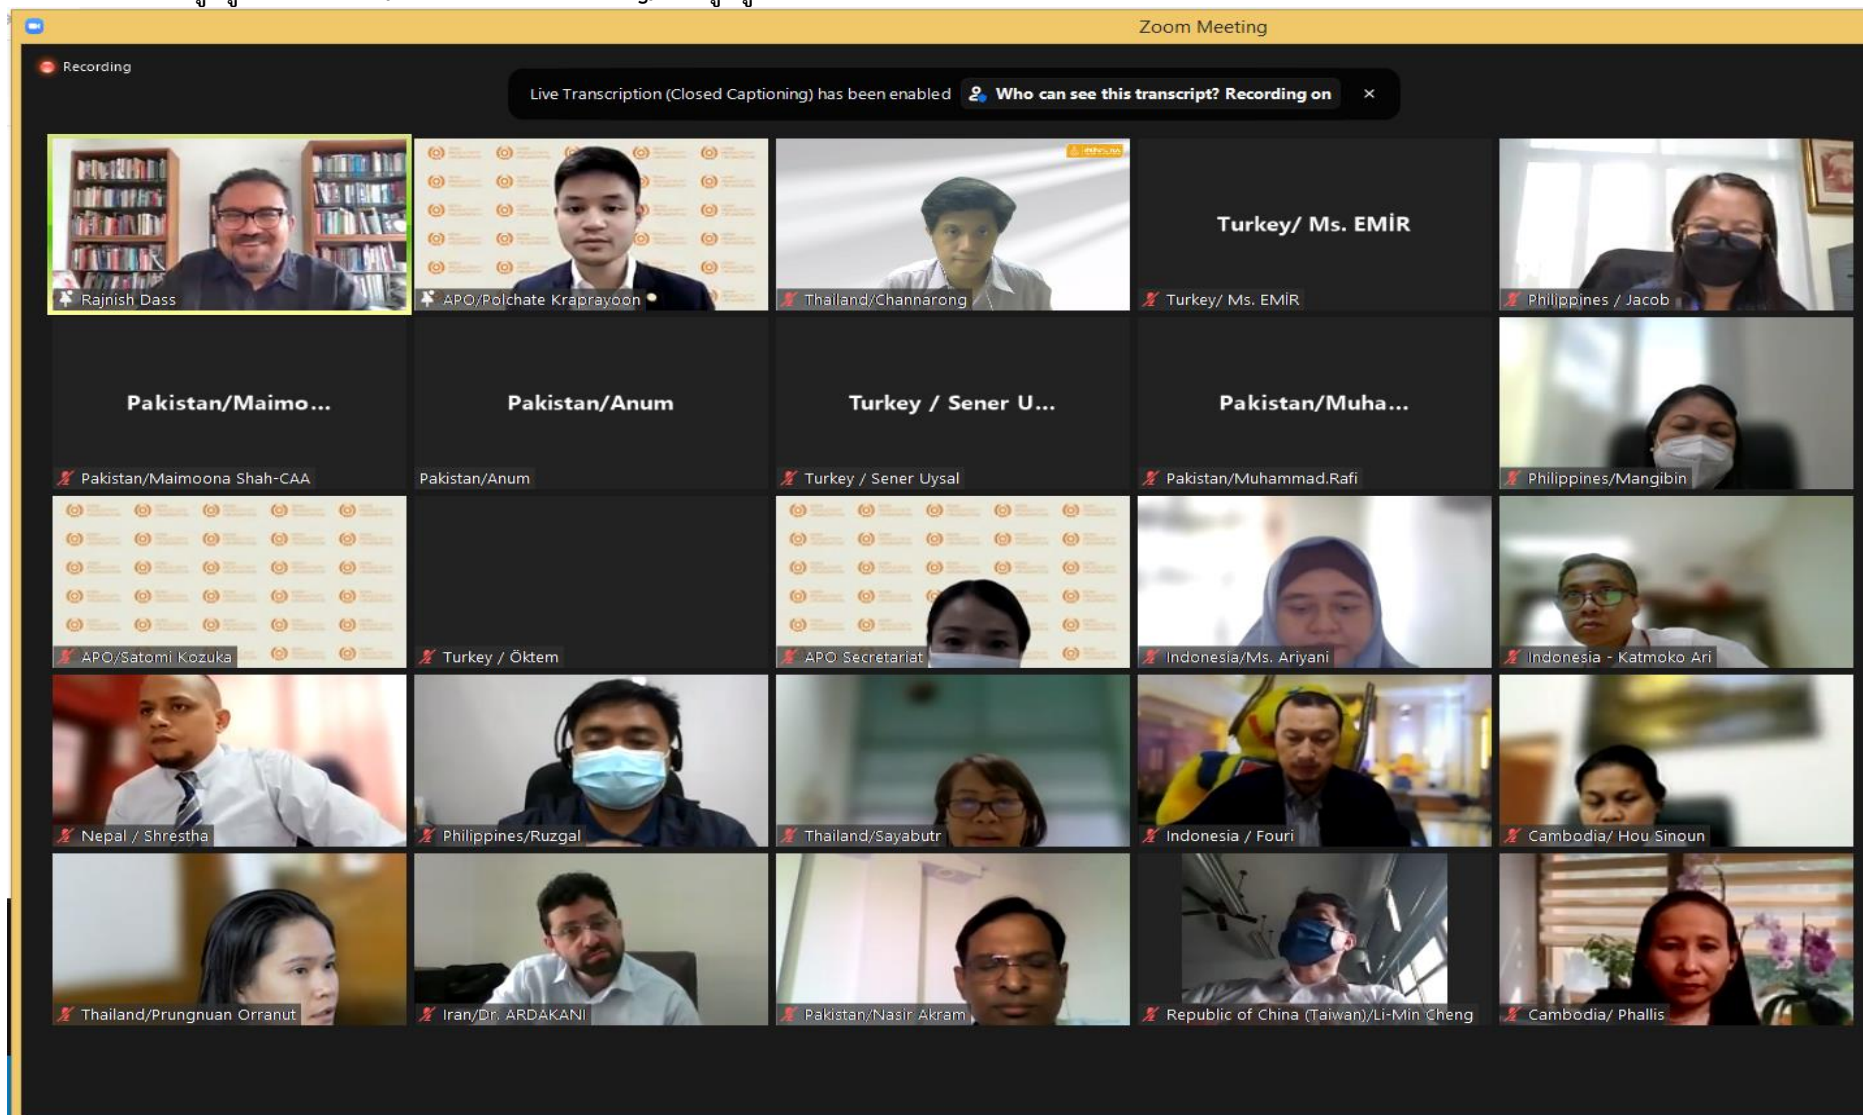 Zoom Meeting
Recording
Live Transcription (Closed Captioning) has been enabled Who can see this transcript? Recording on ×
Rajnish Dass
APO/Polchate Kraprayoon
Thailand/Channarong
Turkey/ Ms. EMİR
Turkey/ Ms. EMİR
Philippines / Jacob
Pakistan/Maimo...
Pakistan/Maimoona Shah-CAA
Pakistan/Anum
Pakistan/Anum
Turkey / Sener U...
Turkey / Sener Uysal
Pakistan/Muha...
Pakistan/Muhammad.Rafi
Philippines/Mangibin
APO/Satomi Kozuka
Turkey / Öktem
APO Secretariat
Indonesia/Ms. Ariyani
Indonesia - Katmoko Ari
Nepal / Shrestha
Philippines/Ruzgal
Thailand/Sayabutr
Indonesia / Fouri
Cambodia/ Hou Sinoun
Thailand/Prungnuan Orranut
Iran/Dr. ARDAKANI
Pakistan/Nasir Akram
Republic of China (Taiwan)/Li-Min Cheng
Cambodia/ Phallis